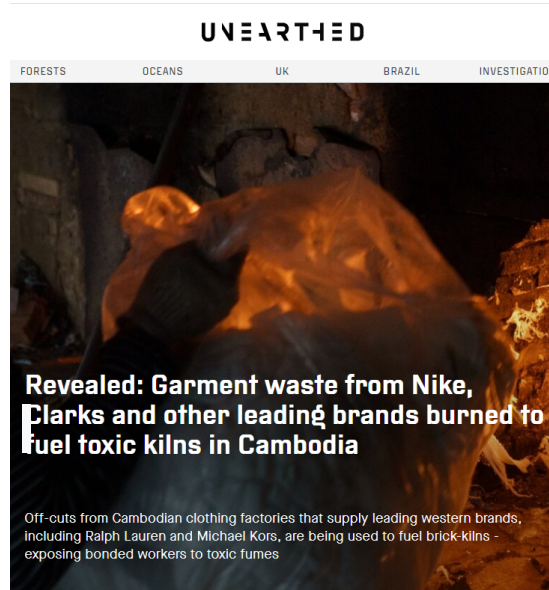 UNEARTHED
FORESTS OCEANS UK BRAZIL INVESTIGATIO
Revealed: Garment waste from Nike,
Clarks and other leading brands burned to
fuel toxic kilns in Cambodia
Off-cuts from Cambodian clothing factories that supply leading western brands,
including Ralph Lauren and Michael Kors, are being used to fuel brick-kilns -
exposing bonded workers to toxic fumes